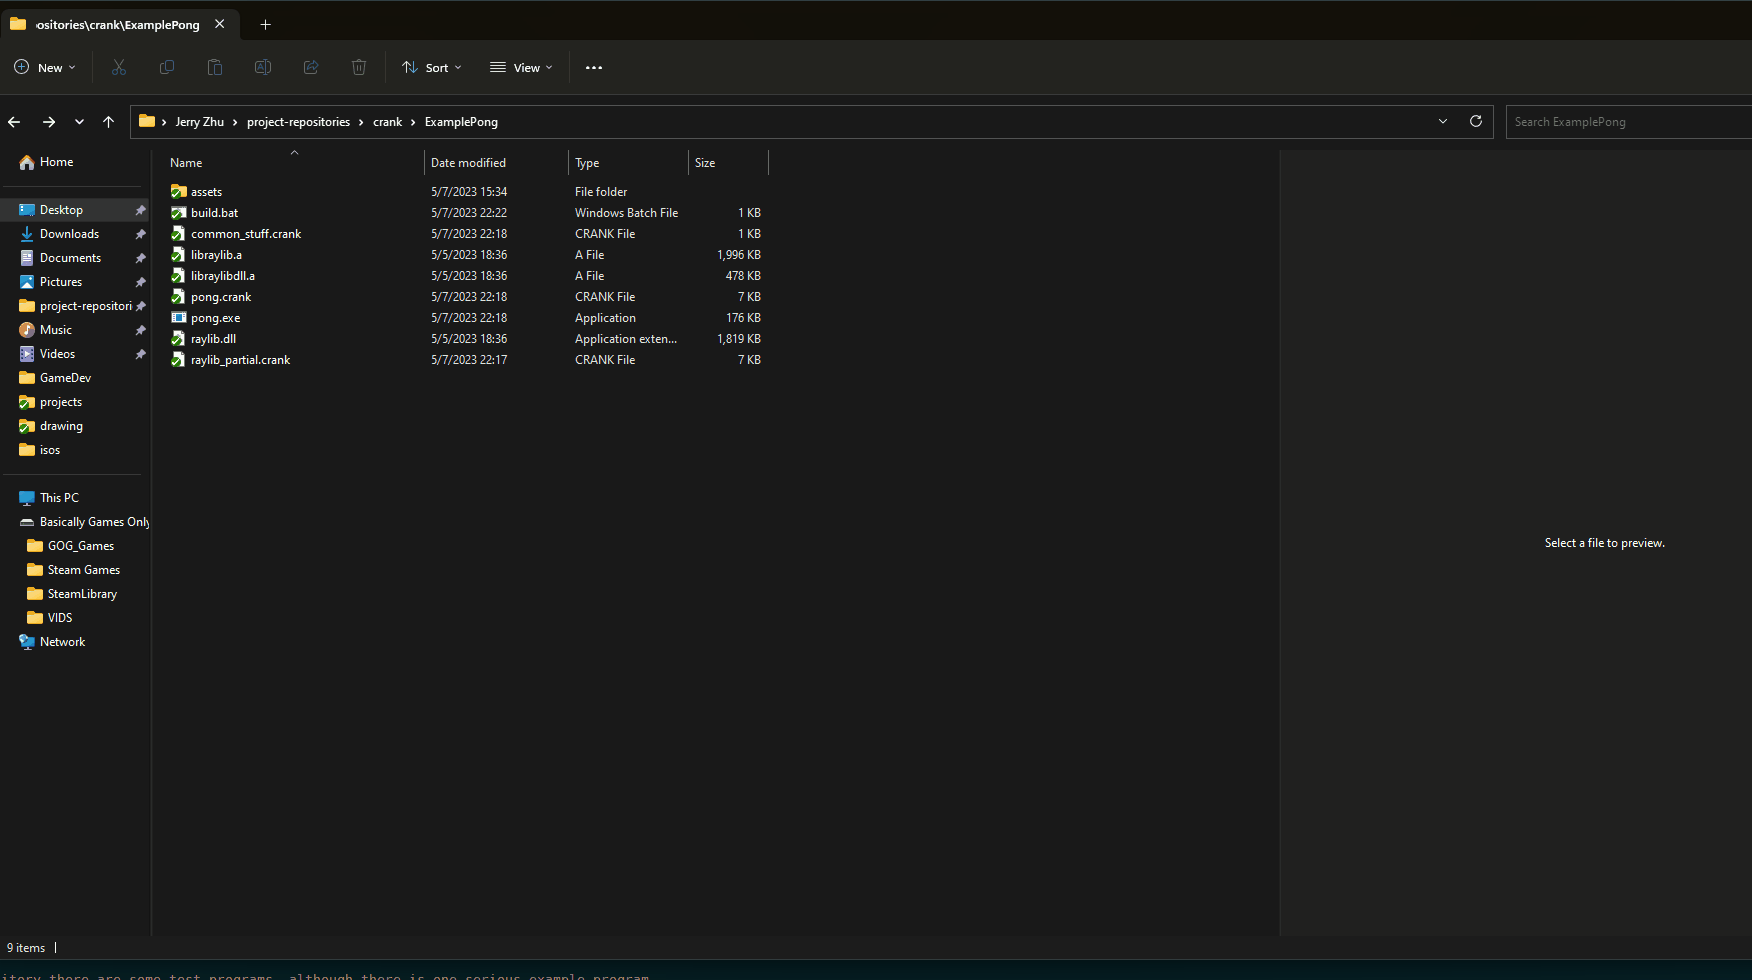 ositories\crank\ExamplePong
New
Sort
View
Jerry Zhu > project-repositories > crank > ExamplePong
Search ExamplePong
Home
Desktop
Downloads
Documents
Pictures
project-repositori
Music
Videos
GameDev
projects
drawing
isos
This PC
Basically Games Only
GOG_Games
Steam Games
SteamLibrary
VIDS
Network
Name Date modified Type Size
assets 5/7/2023 15:34 File folder
build.bat 5/7/2023 22:22 Windows Batch File 1 KB
common_stuff.crank 5/7/2023 22:18 CRANK File 1 KB
libraylib.a 5/5/2023 18:36 A File 1,996 KB
libraylibdll.a 5/5/2023 18:36 A File 478 KB
pong.crank 5/7/2023 22:18 CRANK File 7 KB
pong.exe 5/7/2023 22:18 Application 176 KB
raylib.dll 5/5/2023 18:36 Application exten... 1,819 KB
raylib_partial.crank 5/7/2023 22:17 CRANK File 7 KB
Select a file to preview.
9 items
itory there are some test programs, although there is one serious example program